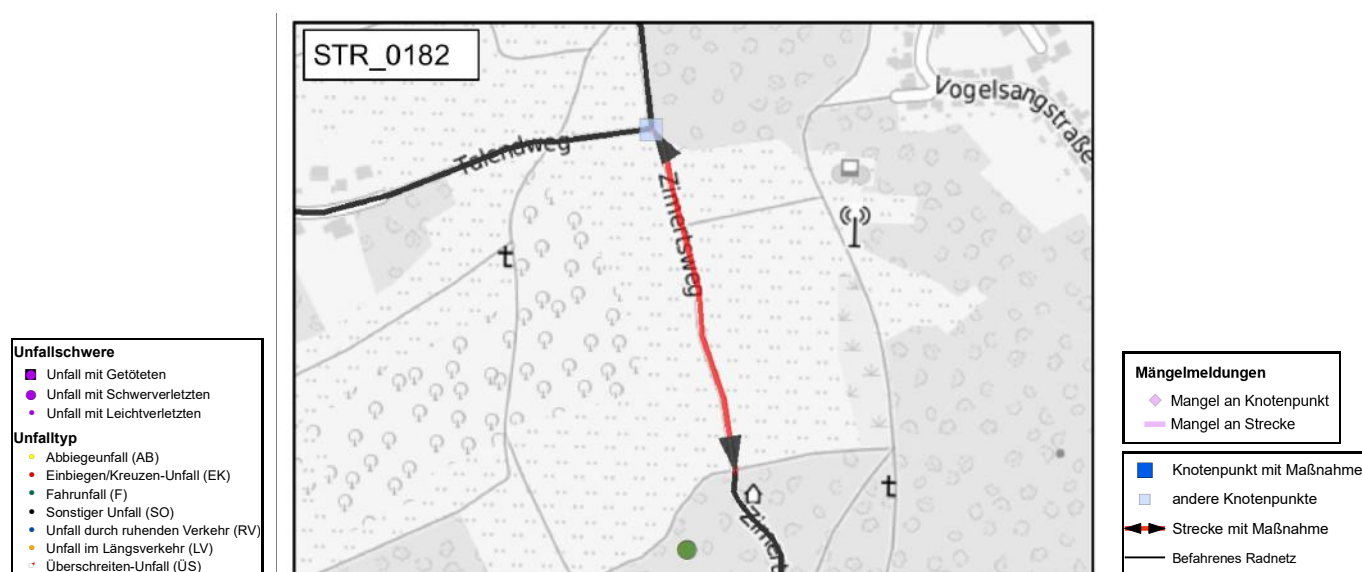 STR_0182
Vogelsangstraße
Talendweg
Zimertsweg
Zimert
Unfallschwere
Unfall mit Getöteten
Unfall mit Schwerverletzten
Unfall mit Leichtverletzten
Unfalltyp
Abbiegeunfall (AB)
Einbiegen/Kreuzen-Unfall (EK)
Fahrunfall (F)
Sonstiger Unfall (SO)
Unfall durch ruhenden Verkehr (RV)
Unfall im Längsverkehr (LV)
Überschreiten-Unfall (ÜS)
Mängelmeldungen
Mangel an Knotenpunkt
Mangel an Strecke
Knotenpunkt mit Maßnahme
andere Knotenpunkte
Strecke mit Maßnahme
Befahrenes Radnetz